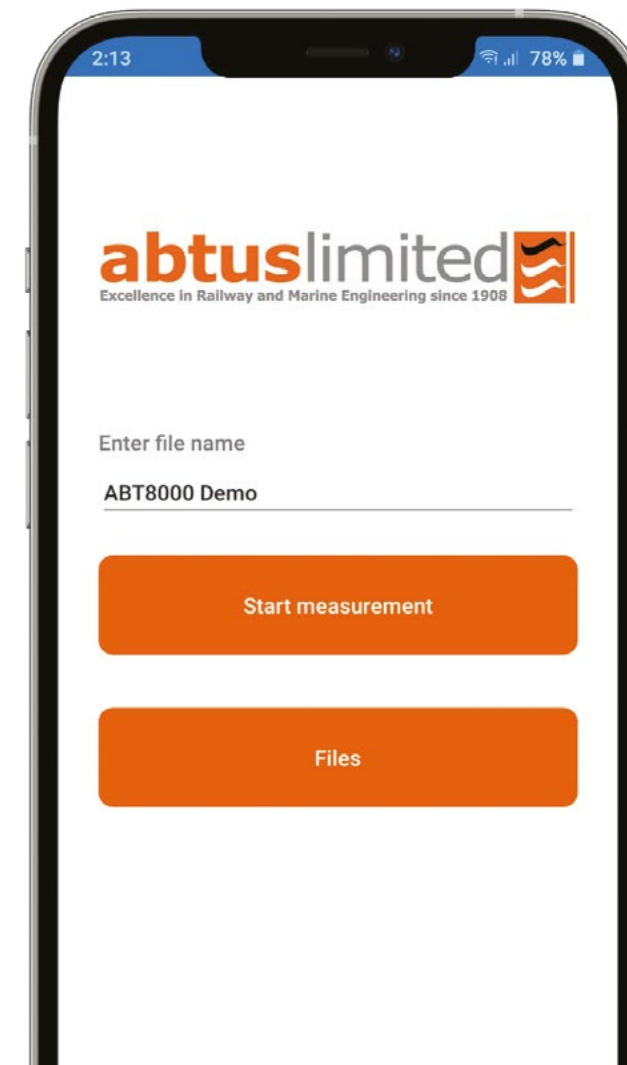 2:13 78%
abtuslimited
Excellence in Railway and Marine Engineering since 1908
Enter file name
ABT8000 Demo
Start measurement
Files